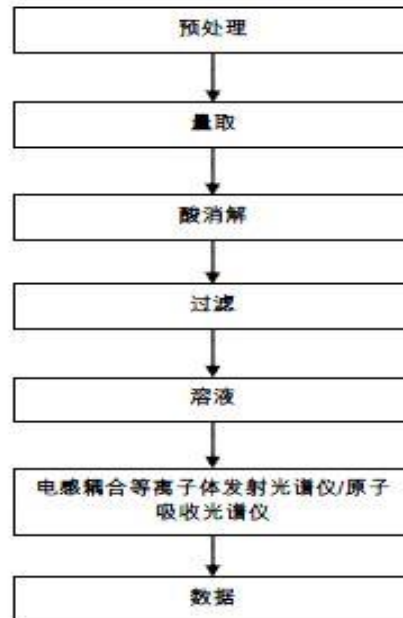 预处理
量取
酸消解
过滤
溶液
电感耦合等离子体发射光谱仪/原子
吸收光谱仪
数据